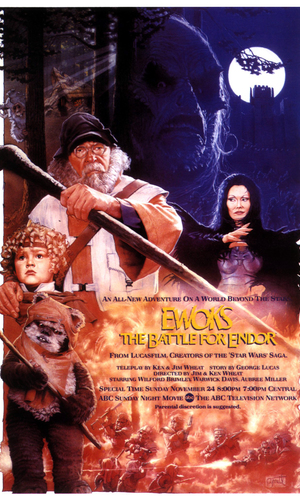 AN ALL-NEW ADVENTURE ON A WORLD BEYOND THE STARS
EWOKS
THE BATTLE FOR ENDOR
FROM LUCASFILM, CREATORS OF THE 'STAR WARS' SAGA.
TELEPLAY BY KEN & JIM WHEAT STORY BY GEORGE LUCAS
DIRECTED BY JIM & KEN WHEAT
STARRING WILFORD BRIMLEY, WARWICK DAVIS, AUBREE MILLER
SPECIAL TIME SUNDAY NOVEMBER 24 8:00PM/7:00PM CENTRAL
ABC SUNDAY NIGHT MOVIE abc THE ABC TELEVISION NETWORK
Parental discretion is suggested.